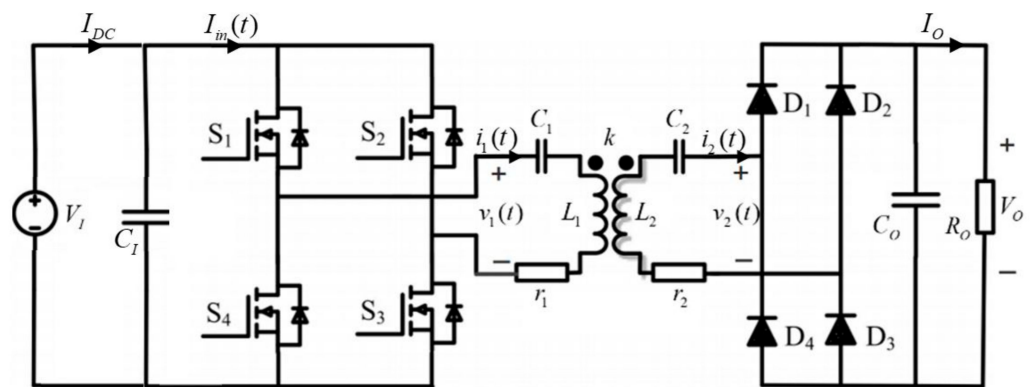 I_DC
I_in(t)
I_O
S_1
S_2
C_1
k
C_2
D_1
D_2
i_1(t)
i_2(t)
+
+
+
+
V_I
C_I
v_1(t)
L_1
L_2
v_2(t)
C_O
R_O
V_O
−
−
−
−
r_1
r_2
S_4
S_3
D_4
D_3